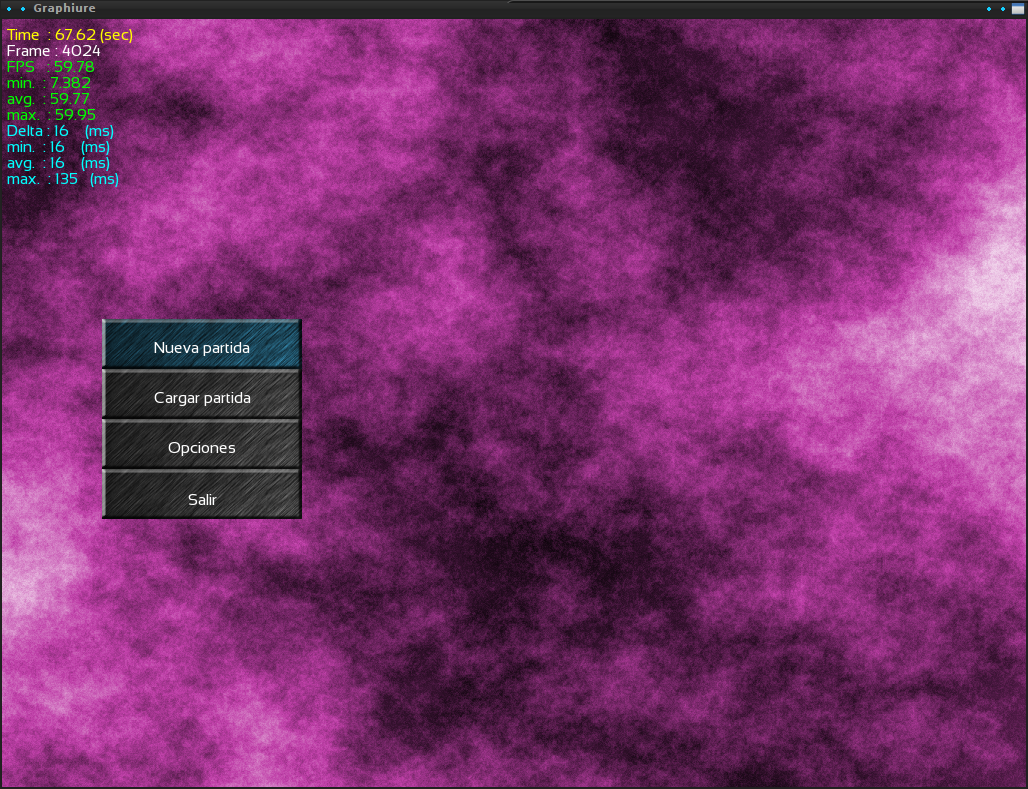 Graphiure
Time : 67.62 (sec)
Frame : 4024
FPS : 59.78
min. : 7.382
avg. : 59.77
max. : 59.95
Delta : 16 (ms)
min. : 16 (ms)
avg. : 16 (ms)
max. : 135 (ms)
Nueva partida
Cargar partida
Opciones
Salir